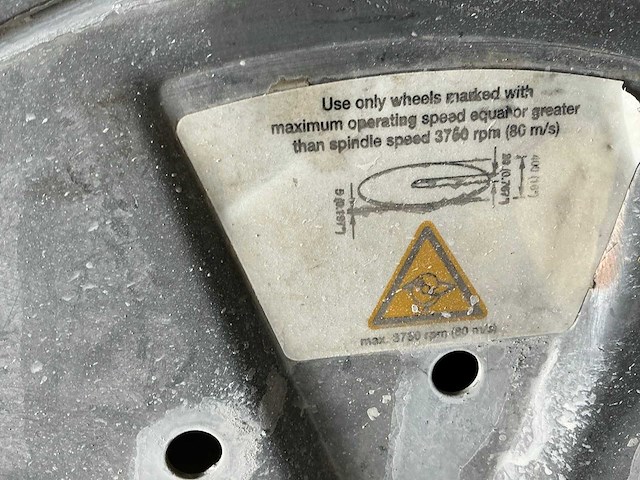 Use only wheels marked with
maximum operating speed equal or greater
than spindle speed 3750 rpm (80 m/s)
max. 3750 rpm (80 m/s)